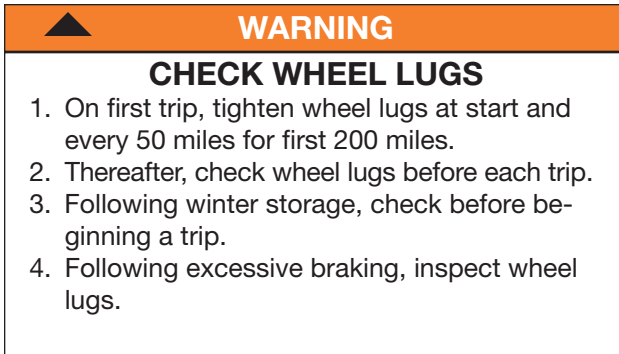 WARNING
CHECK WHEEL LUGS
1. On first trip, tighten wheel lugs at start and
every 50 miles for first 200 miles.
2. Thereafter, check wheel lugs before each trip.
3. Following winter storage, check before be-
ginning a trip.
4. Following excessive braking, inspect wheel
lugs.